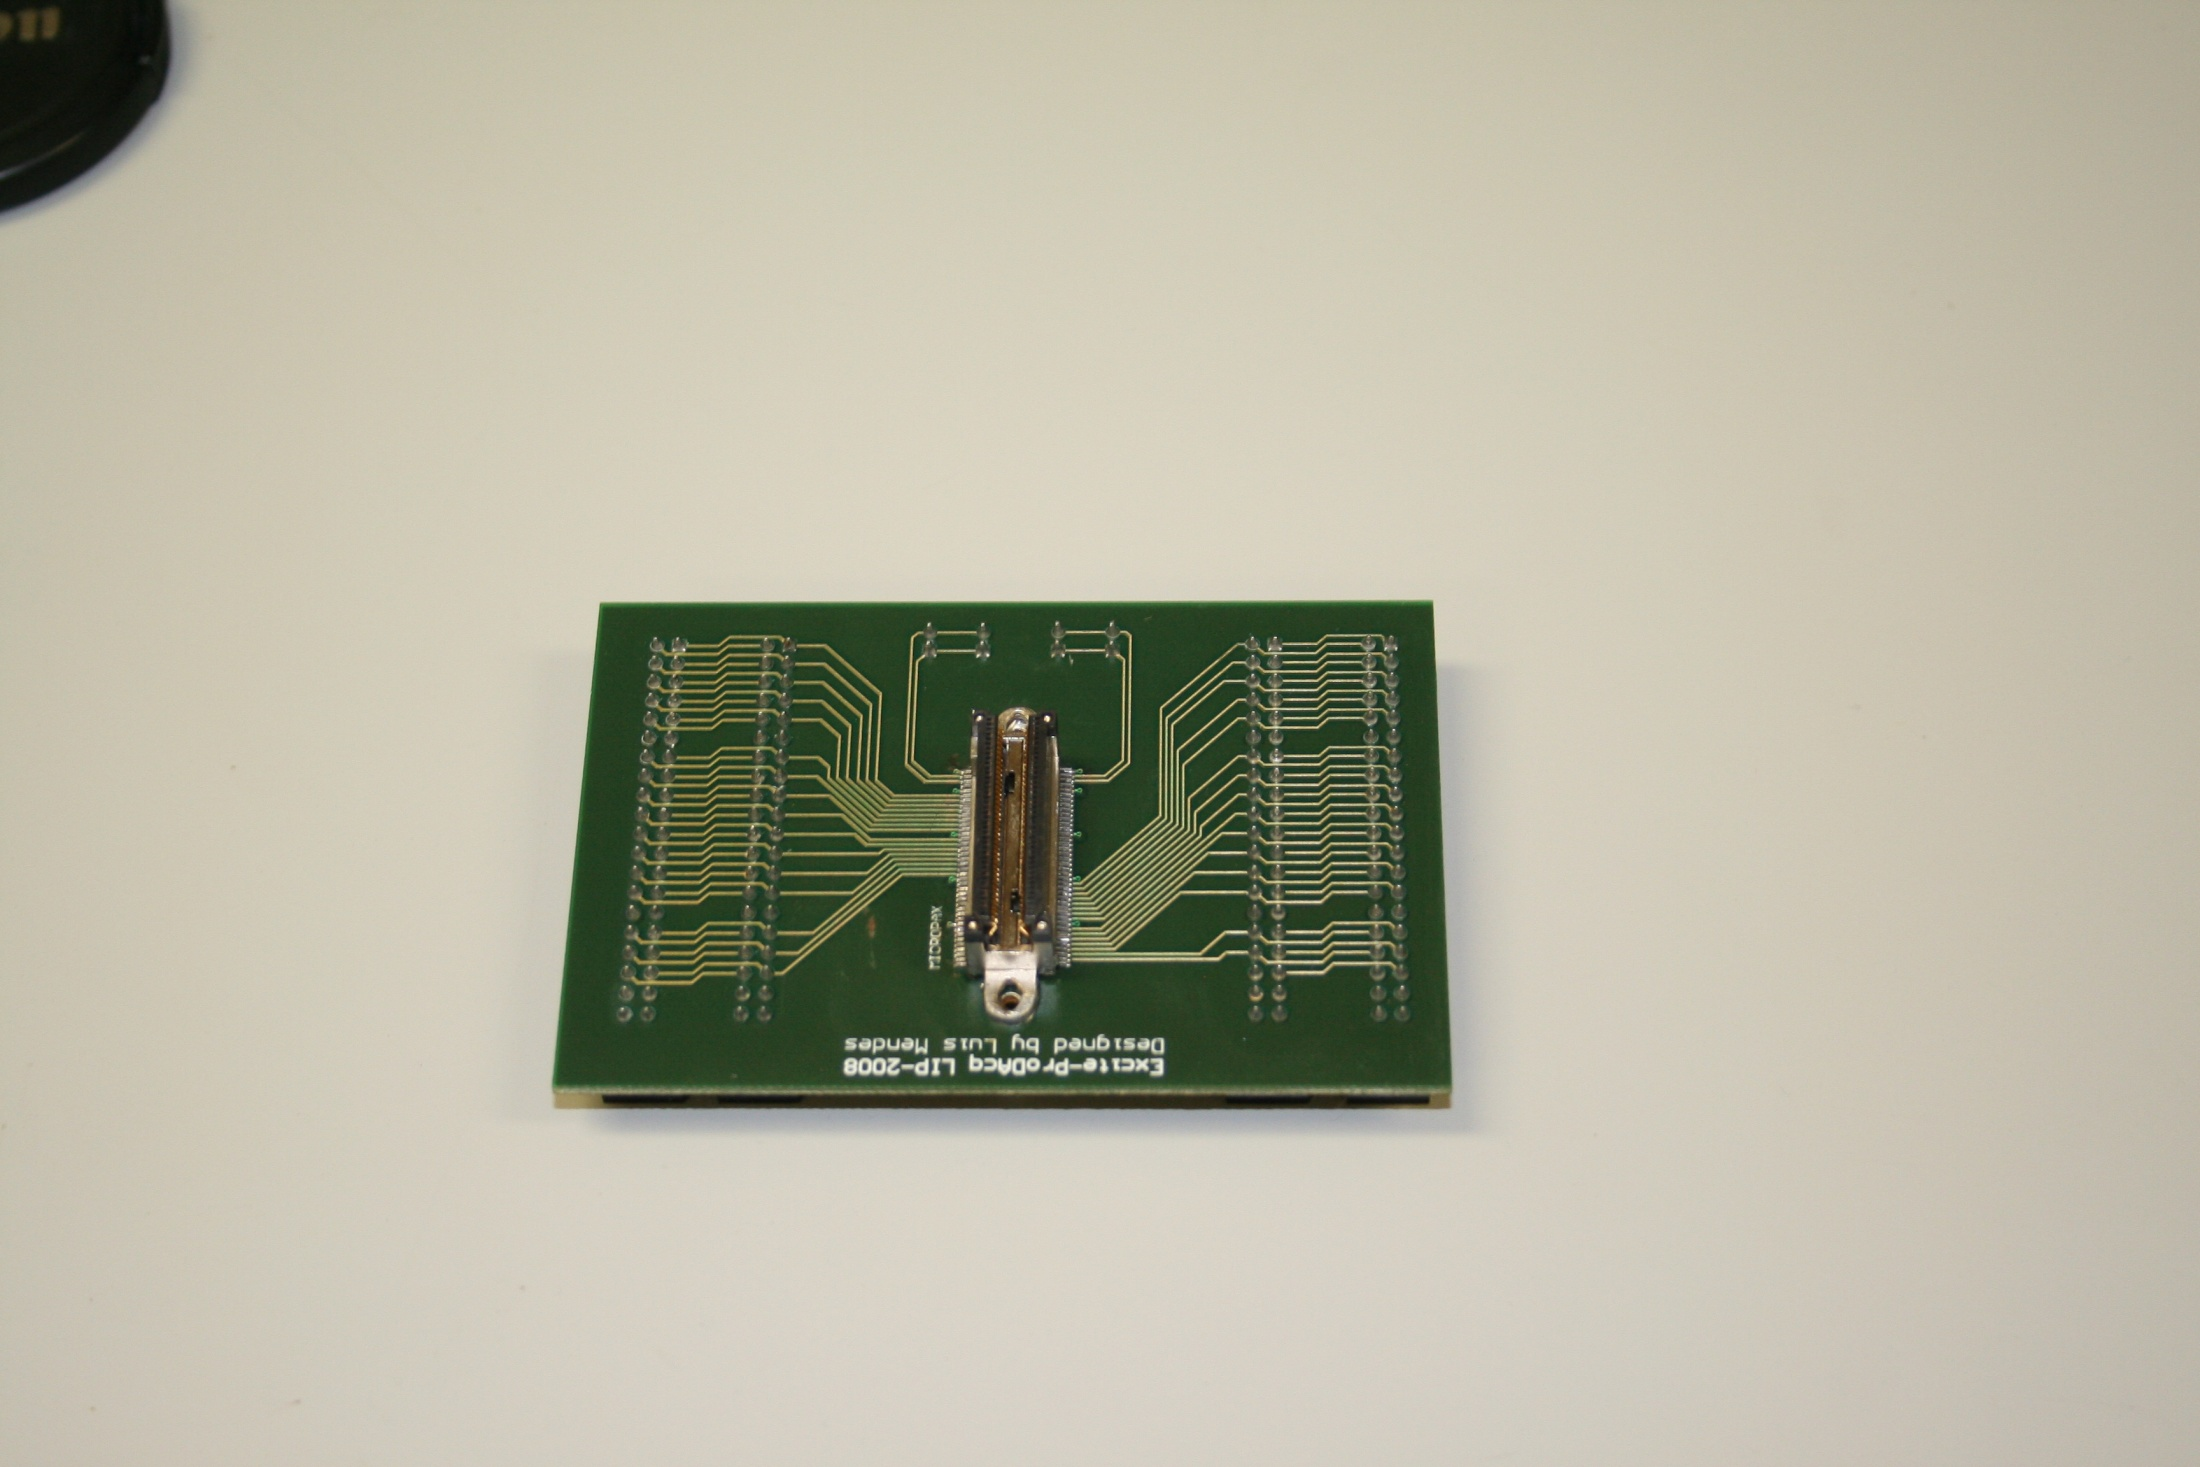 Excite-ProDAcq LIP-2008
Designed by Luis Mendes
MICROPAX